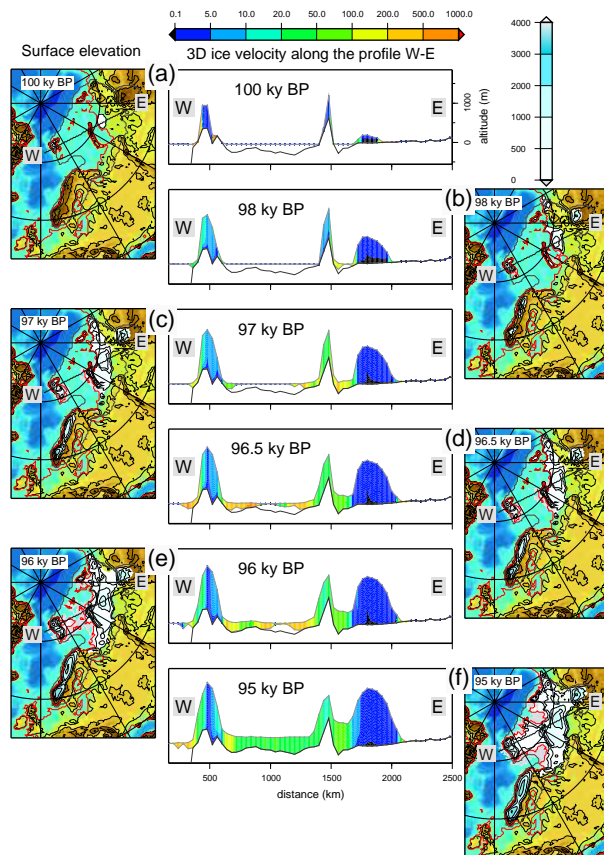 0.1 5.0 10.0 20.0 50.0 100.0 200.0 500.0 1000.0
3D ice velocity along the profile W-E
Surface elevation
4000
3000
2000
1000
500
0
altitude (m)
(a)
100 ky BP
W
E
100 ky BP
W
E
1000
0
98 ky BP
W
E
(b)
98 ky BP
W
E
(c)
97 ky BP
W
E
97 ky BP
W
E
96.5 ky BP
W
E
(d)
96.5 ky BP
W
E
(e)
96 ky BP
W
E
96 ky BP
W
E
95 ky BP
W
E
(f)
95 ky BP
W
E
500 1000 1500 2000 2500
distance (km)